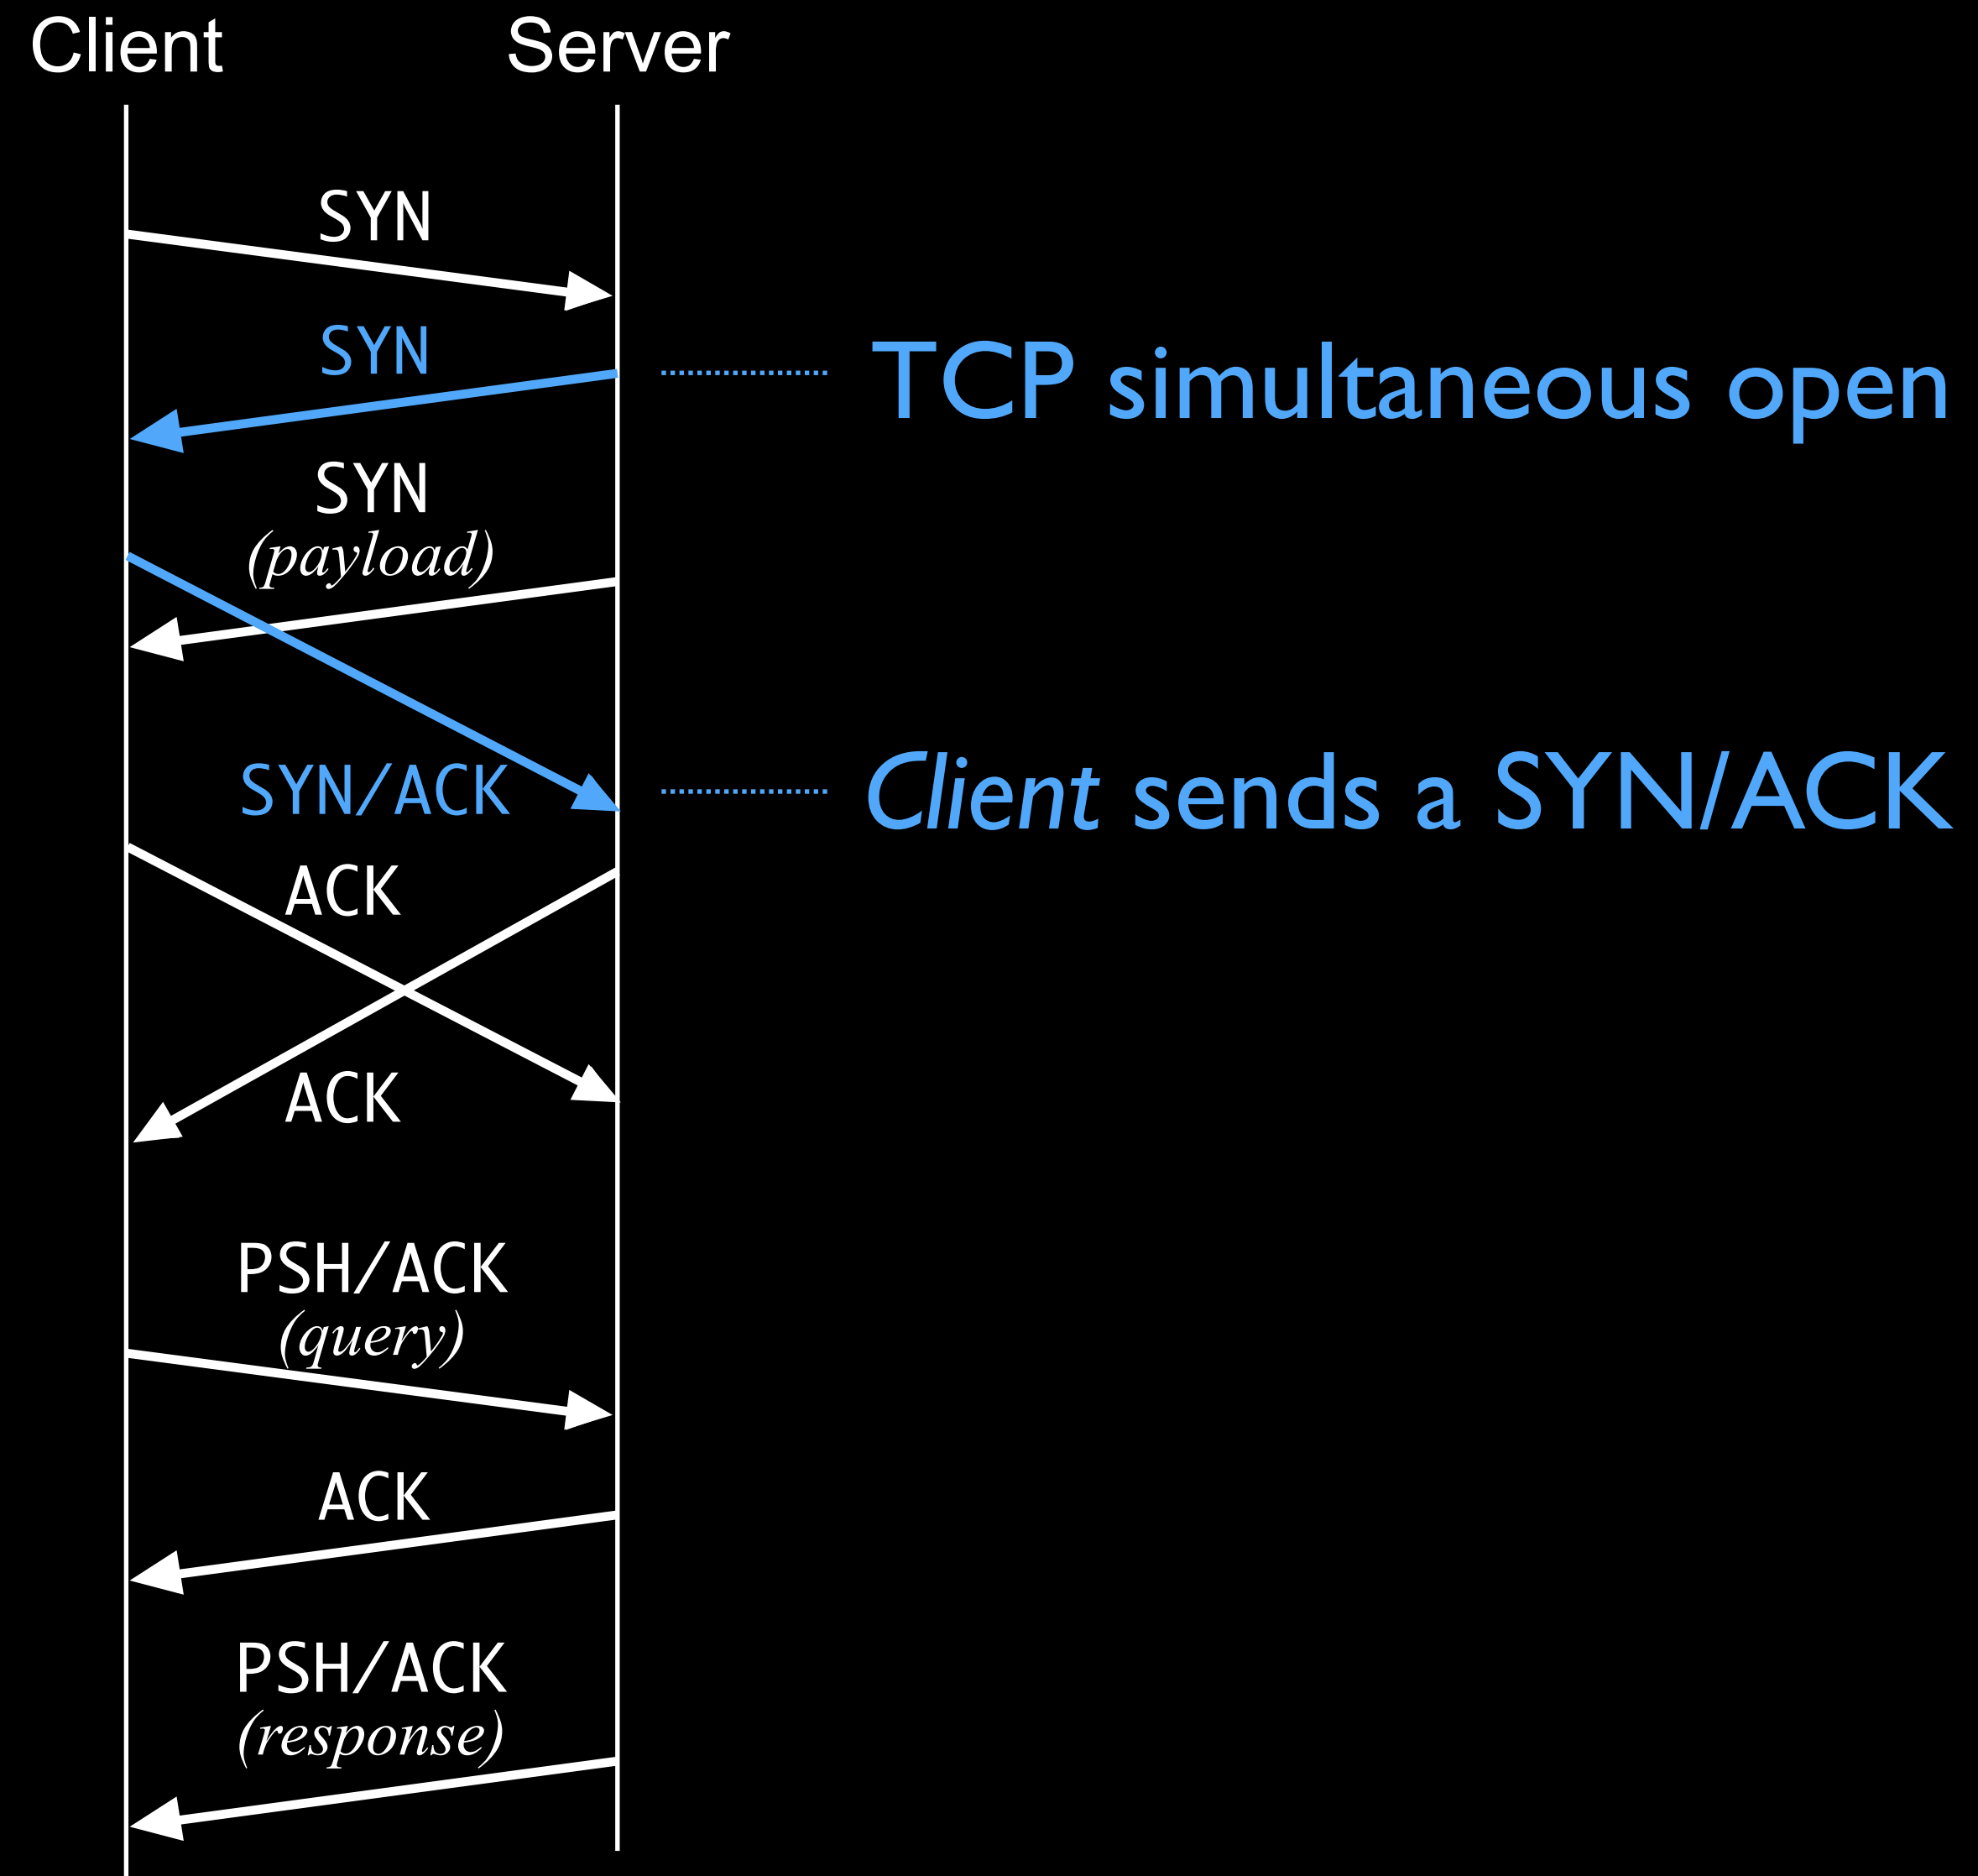 Client
Server
SYN
SYN
TCP simultaneous open
SYN
(payload)
SYN/ACK
Client sends a SYN/ACK
ACK
ACK
PSH/ACK
(query)
ACK
PSH/ACK
(response)